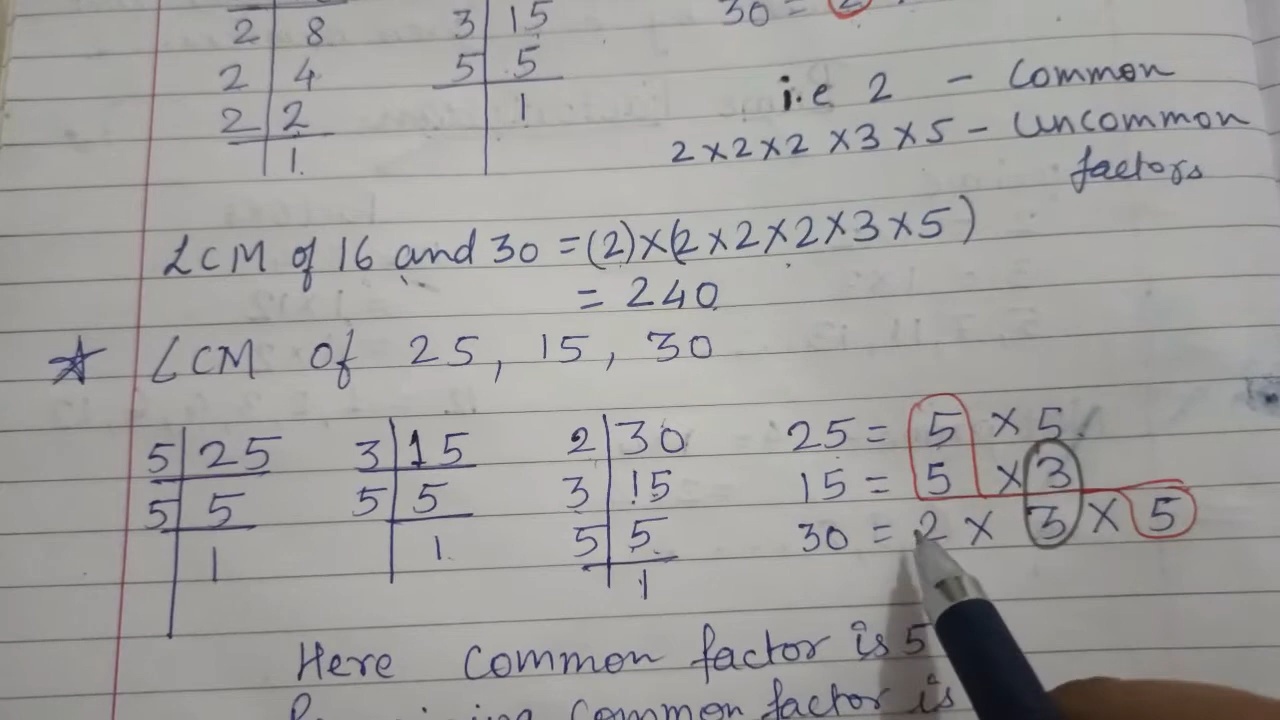 2 | 8    3 | 15    30 = 2
2 | 4    5 | 5
2 | 2    1    i.e 2 - Common
1    2×2×2×3×5 - Uncommon
factors
LCM of 16 and 30 = (2)×(2×2×2×3×5)
= 240
☆ LCM of 25, 15, 30
5 | 25    3 | 15    2 | 30    25 = 5 × 5
5 | 5    5 | 5    3 | 15    15 = 5 × 3
1    1    5 | 5    30 = 2 × 3 × 5
1
Here common factor is 5
common factor is